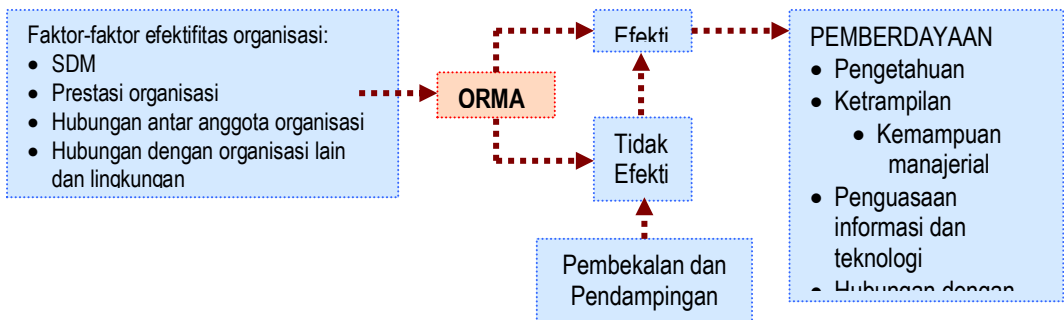 Faktor-faktor efektifitas organisasi:
• SDM
• Prestasi organisasi
• Hubungan antar anggota organisasi
• Hubungan dengan organisasi lain
dan lingkungan
ORMA
Efekti
Tidak
Efekti
Pembekalan dan
Pendampingan
PEMBERDAYAAN
• Pengetahuan
• Ketrampilan
• Kemampuan
manajerial
• Penguasaan
informasi dan
teknologi
• Hubungan dengan